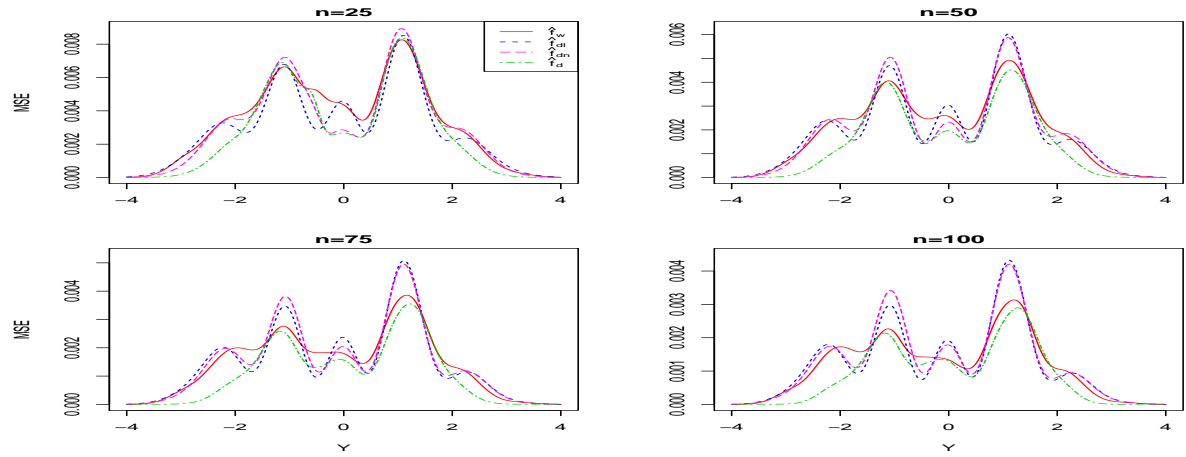 n=25
MSE
0.000 0.002 0.004 0.006 0.008
−4 −2 0 2 4
f̂w
f̂dl
f̂dn
f̂d
n=50
0.000 0.002 0.004 0.006
−4 −2 0 2 4
n=75
MSE
0.000 0.002 0.004
−4 −2 0 2 4
Y
n=100
0.000 0.001 0.002 0.003 0.004
−4 −2 0 2 4
Y